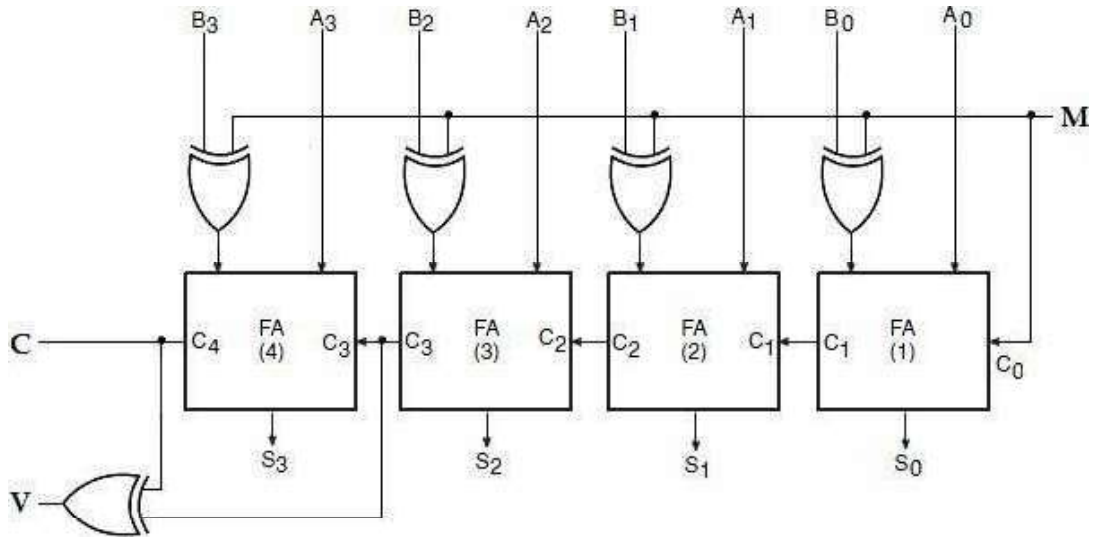 B3 A3 B2 A2 B1 A1 B0 A0
M
FA FA FA FA
C C4 (4) C3 C3 (3) C2 C2 (2) C1 C1 (1) C0
S3 S2 S1 S0
V